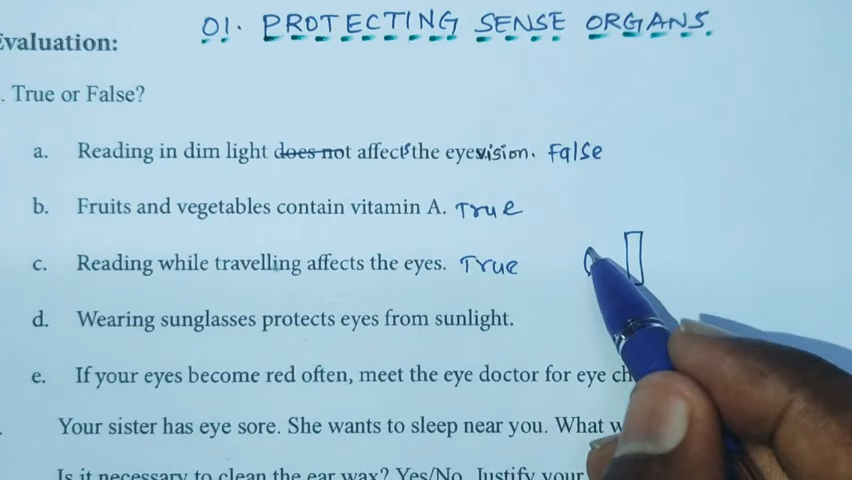 01. PROTECTING SENSE ORGANS.
Evaluation:
. True or False?
a. Reading in dim light does not affects the eye vision. False
b. Fruits and vegetables contain vitamin A. True
c. Reading while travelling affects the eyes. True
d. Wearing sunglasses protects eyes from sunlight.
e. If your eyes become red often, meet the eye doctor for eye
Your sister has eye sore. She wants to sleep near you. What
Is it necessary to clean the ear wax? Yes/No. Justify your